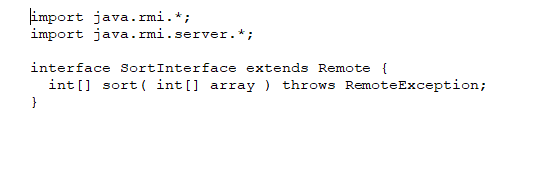 import java.rmi.*;
import java.rmi.server.*;

interface SortInterface extends Remote {
  int[] sort( int[] array ) throws RemoteException;
}